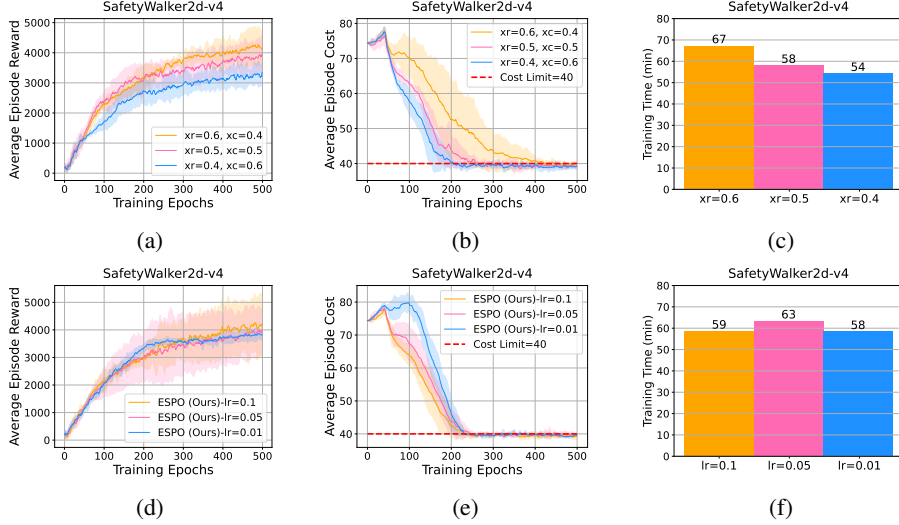 SafetyWalker2d-v4
Average Episode Reward
5000
4000
3000
2000
1000
0
xr=0.6, xc=0.4
xr=0.5, xc=0.5
xr=0.4, xc=0.6
0 100 200 300 400 500
Training Epochs
(a)
SafetyWalker2d-v4
Average Episode Cost
80
70
60
50
40
30
xr=0.6, xc=0.4
xr=0.5, xc=0.5
xr=0.4, xc=0.6
Cost Limit=40
0 100 200 300 400 500
Training Epochs
(b)
SafetyWalker2d-v4
Training Time (min)
80
70
60
50
40
30
20
10
0
67
58
54
xr=0.6 xr=0.5 xr=0.4
(c)
SafetyWalker2d-v4
Average Episode Reward
5000
4000
3000
2000
1000
0
ESPO (Ours)-lr=0.1
ESPO (Ours)-lr=0.05
ESPO (Ours)-lr=0.01
0 100 200 300 400 500
Training Epochs
(d)
SafetyWalker2d-v4
Average Episode Cost
80
70
60
50
40
ESPO (Ours)-lr=0.1
ESPO (Ours)-lr=0.05
ESPO (Ours)-lr=0.01
Cost Limit=40
0 100 200 300 400 500
Training Epochs
(e)
SafetyWalker2d-v4
Training Time (min)
80
70
60
50
40
30
20
10
0
59
63
58
lr=0.1 lr=0.05 lr=0.01
(f)